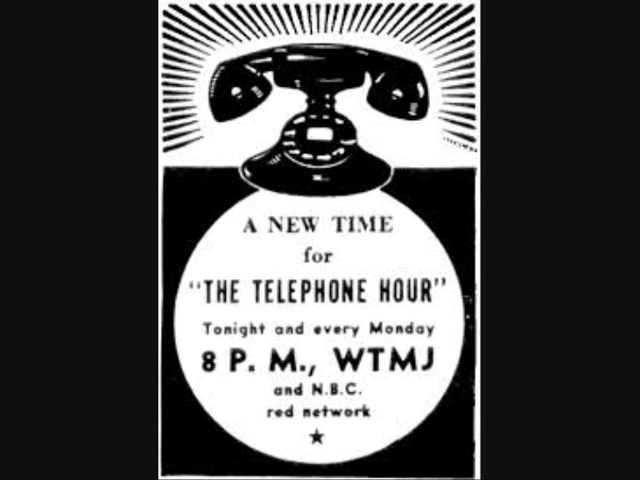 A NEW TIME
for
"THE TELEPHONE HOUR"
Tonight and every Monday
8 P. M., WTMJ
and N.B.C.
red network